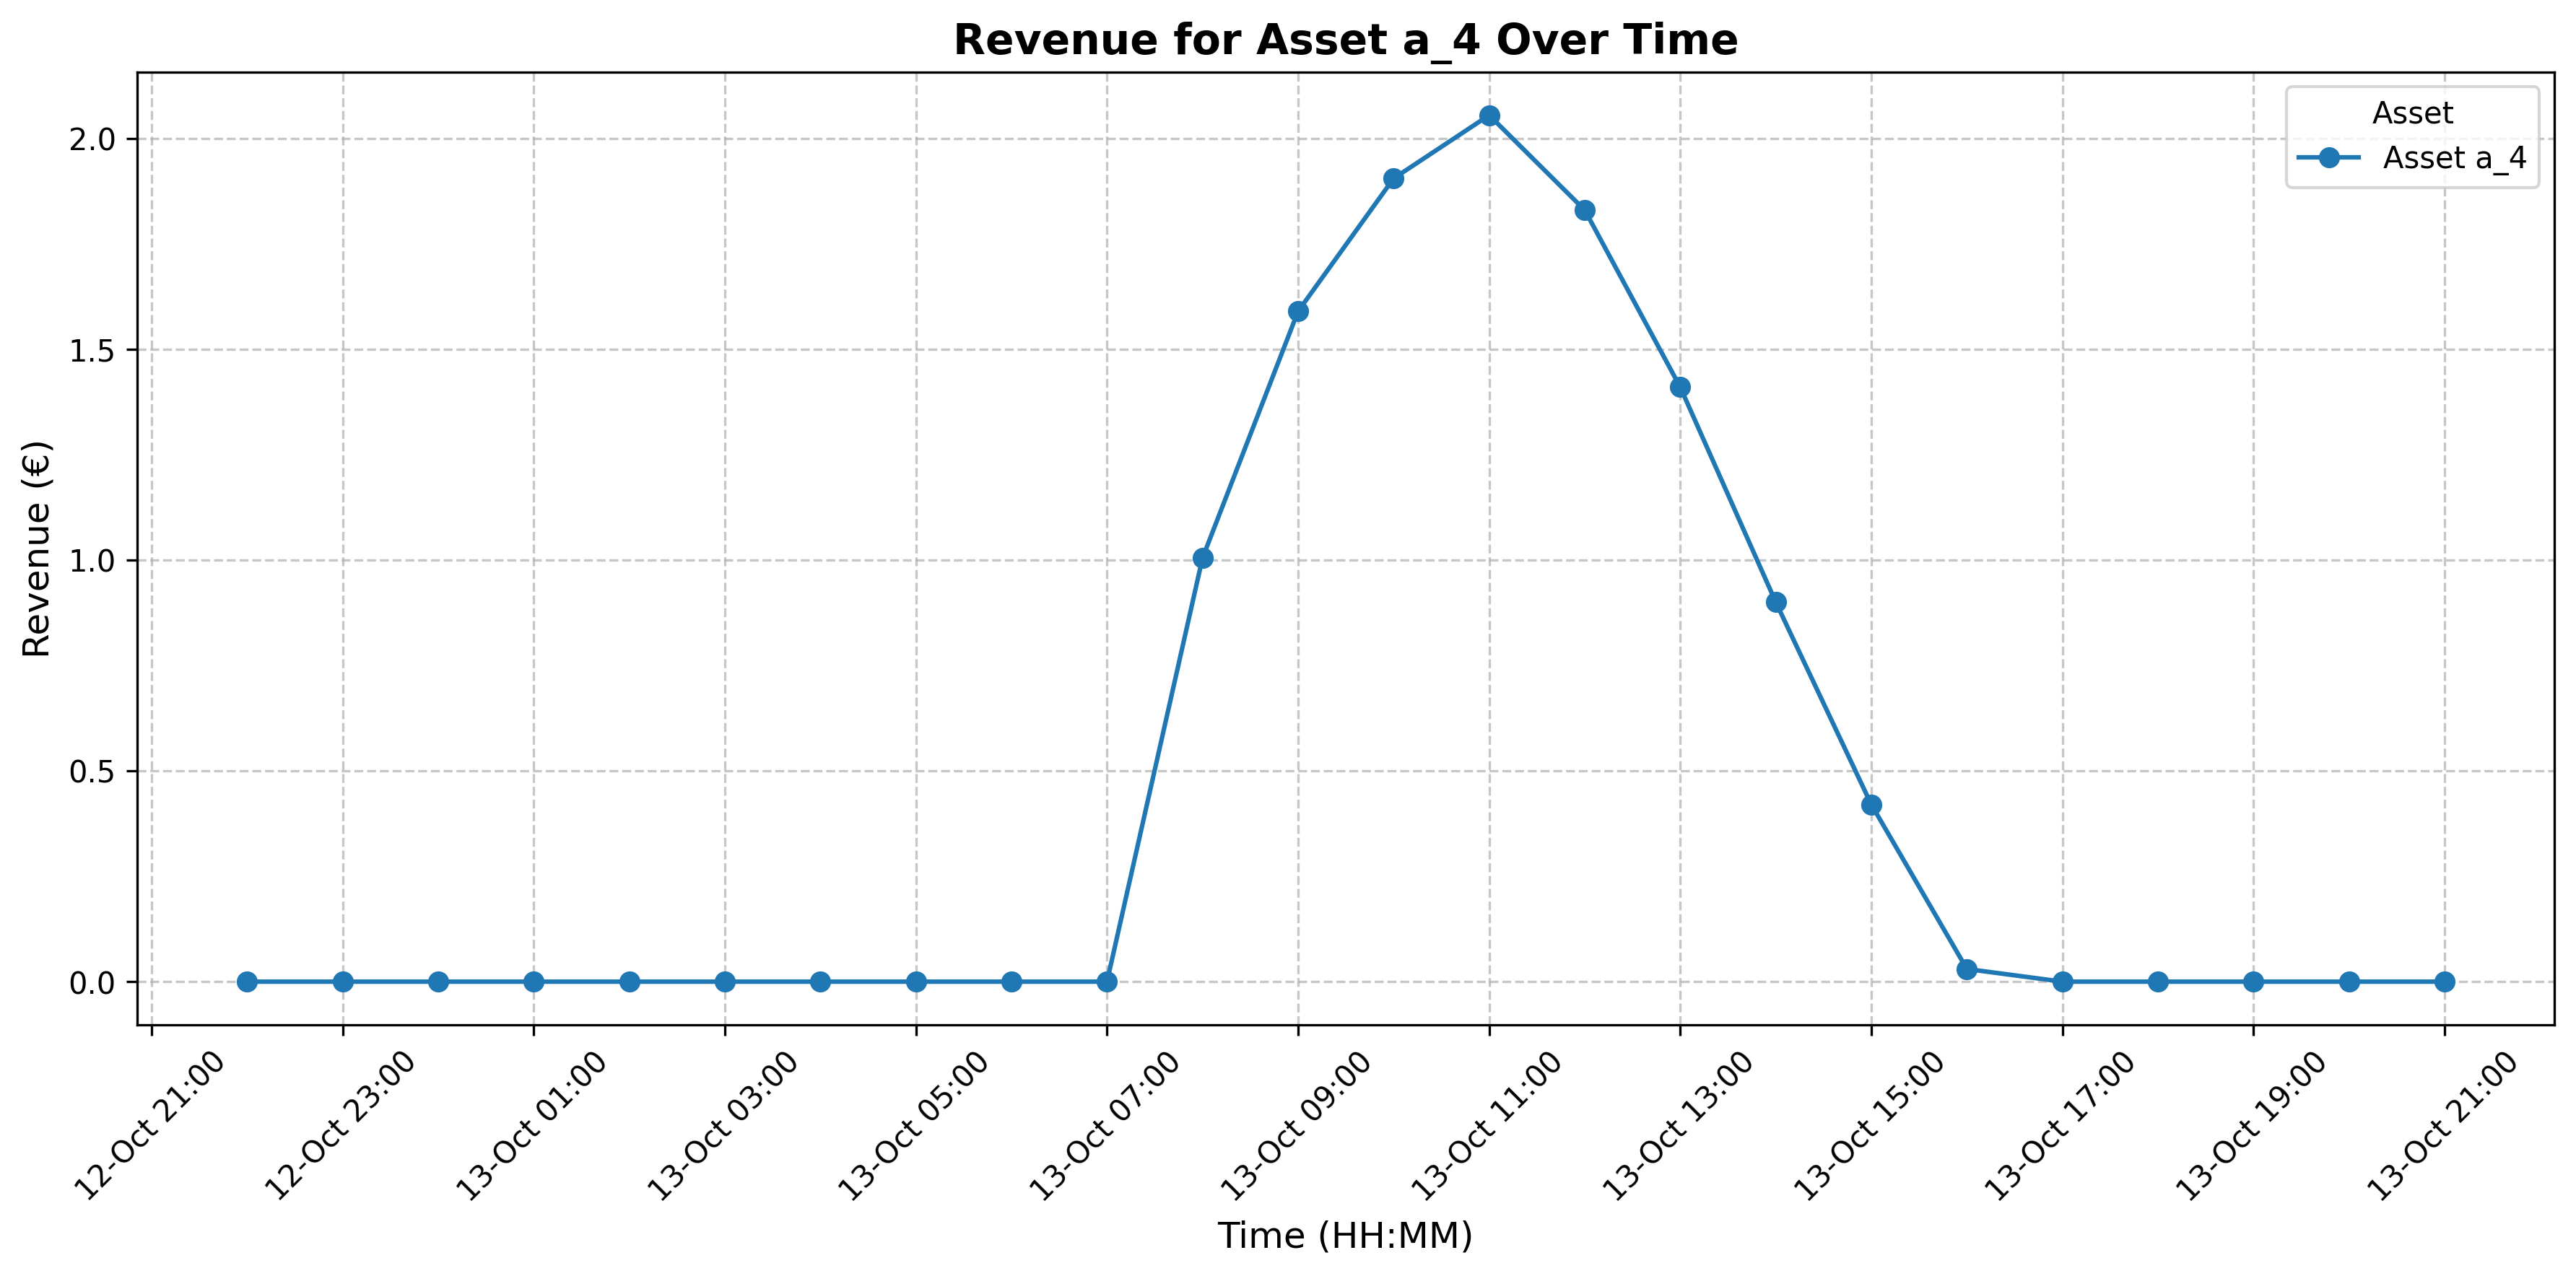 Revenue for Asset a_4 Over Time
Asset
Asset a_4
Revenue (€)
2.0
1.5
1.0
0.5
0.0
12-Oct 21:00
12-Oct 23:00
13-Oct 01:00
13-Oct 03:00
13-Oct 05:00
13-Oct 07:00
13-Oct 09:00
13-Oct 11:00
13-Oct 13:00
13-Oct 15:00
13-Oct 17:00
13-Oct 19:00
13-Oct 21:00
Time (HH:MM)